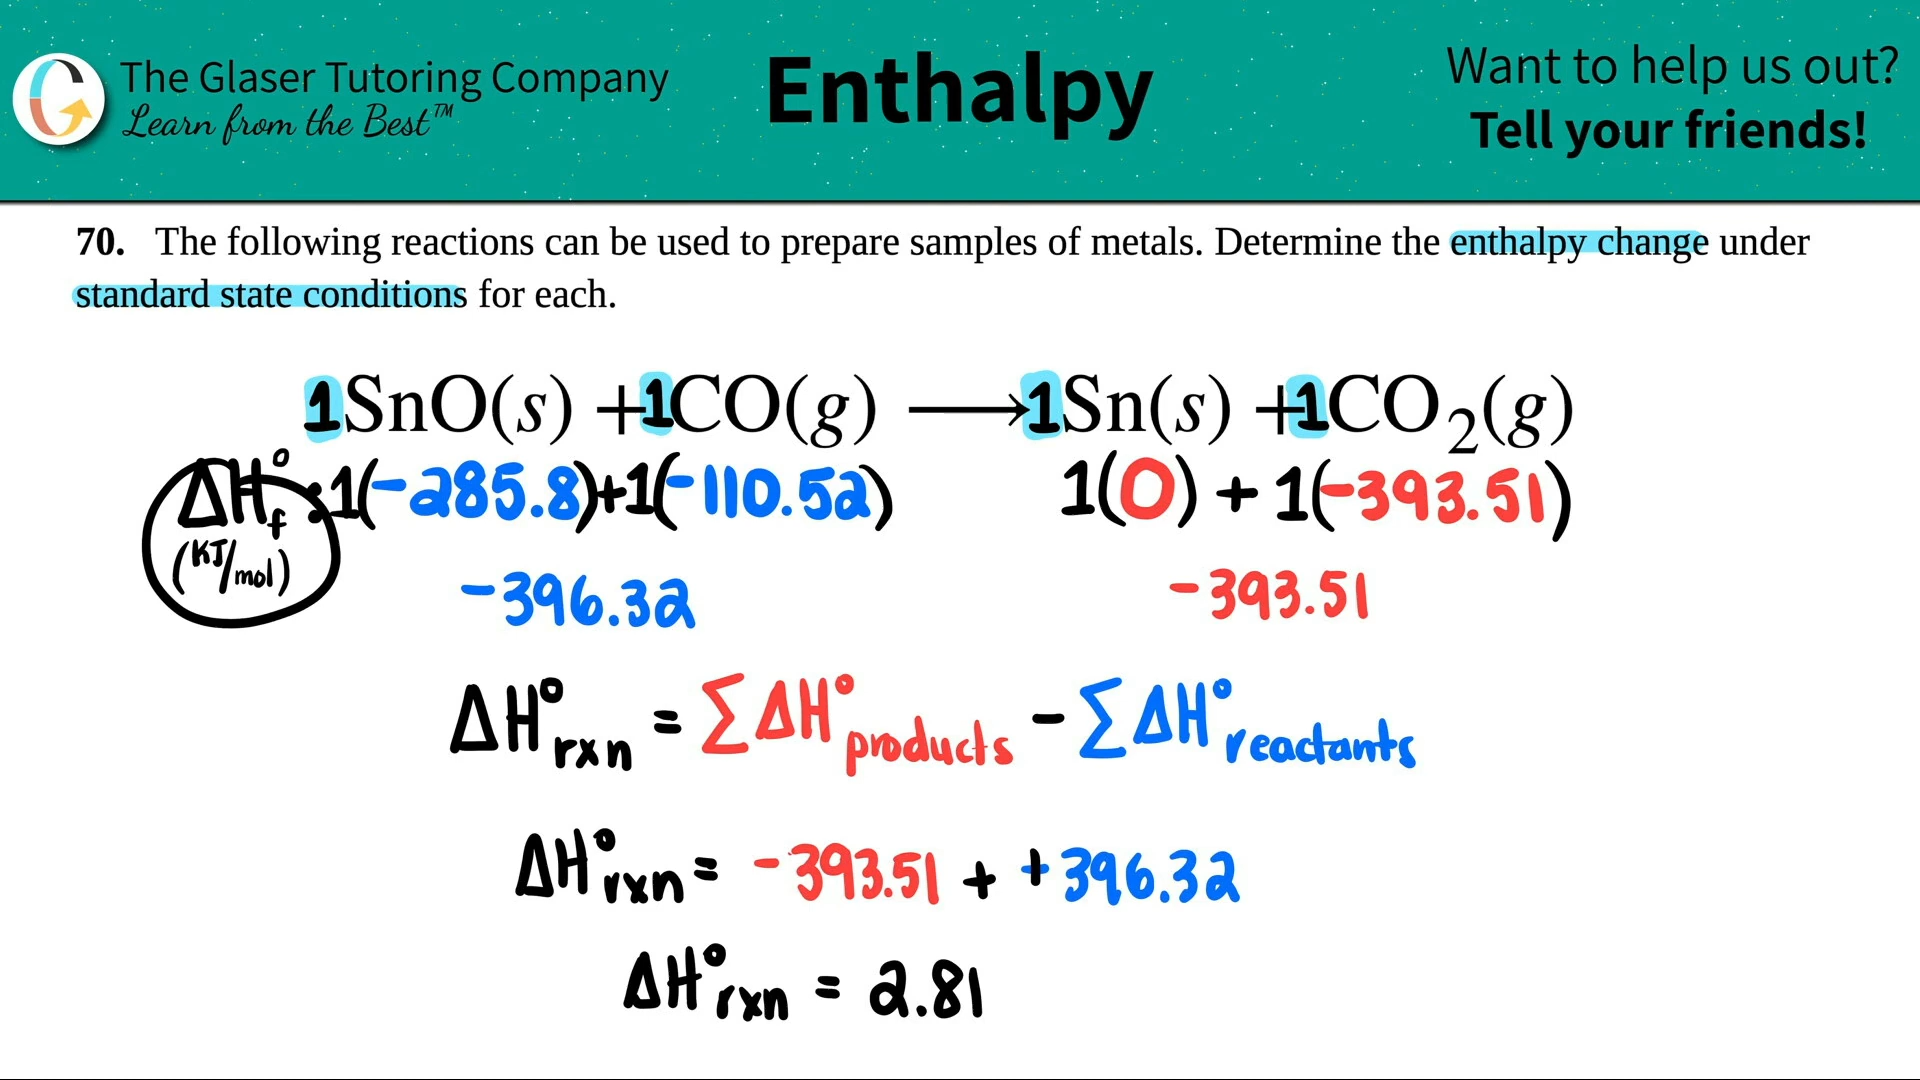 The Glaser Tutoring Company
Learn from the Best™
Enthalpy
Want to help us out?
Tell your friends!
70. The following reactions can be used to prepare samples of metals. Determine the enthalpy change under
standard state conditions for each.
1SnO(s) + 1CO(g) ⟶ 1Sn(s) + 1CO₂(g)
ΔH°f : 1(-285.8)+1(-110.52) 1(0) + 1(-393.51)
(KJ/mol)
-396.32 -393.51
ΔH°rxn = ΣΔH°products - ΣΔH°reactants
ΔH°rxn = -393.51 + +396.32
ΔH°rxn = 2.81